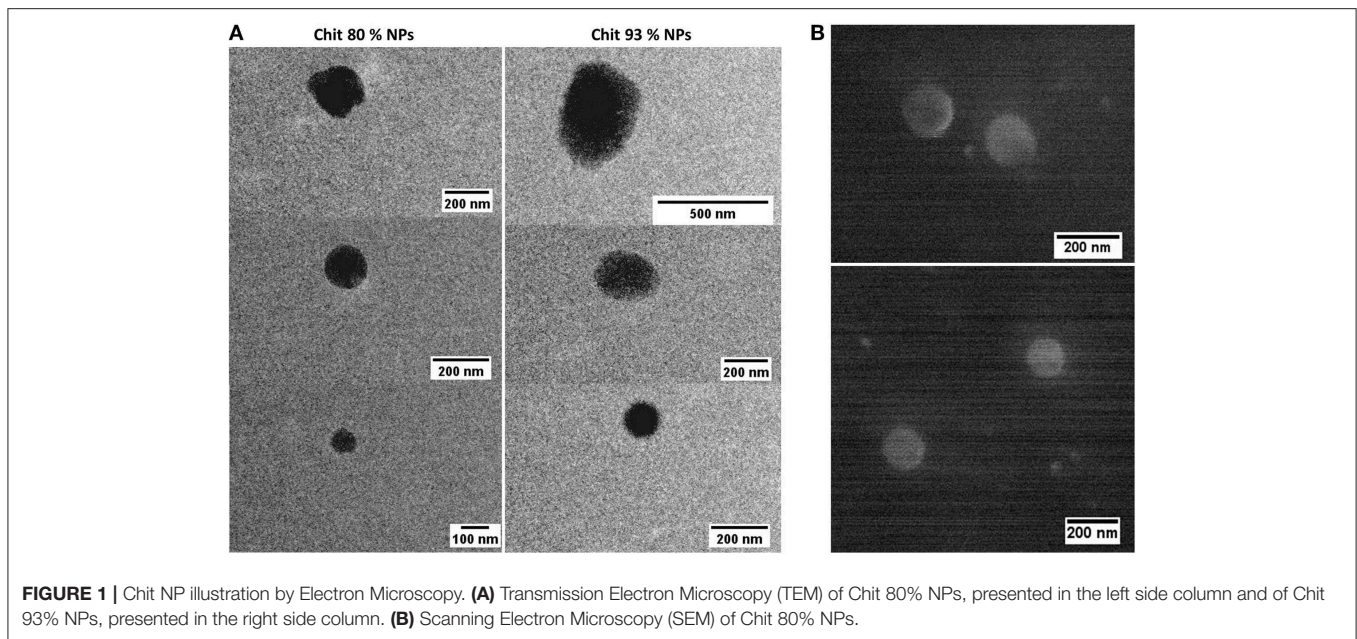 A
Chit 80 % NPs
Chit 93 % NPs
B
200 nm
500 nm
200 nm
200 nm
200 nm
100 nm
200 nm
200 nm
FIGURE 1 | Chit NP illustration by Electron Microscopy. (A) Transmission Electron Microscopy (TEM) of Chit 80% NPs, presented in the left side column and of Chit
93% NPs, presented in the right side column. (B) Scanning Electron Microscopy (SEM) of Chit 80% NPs.